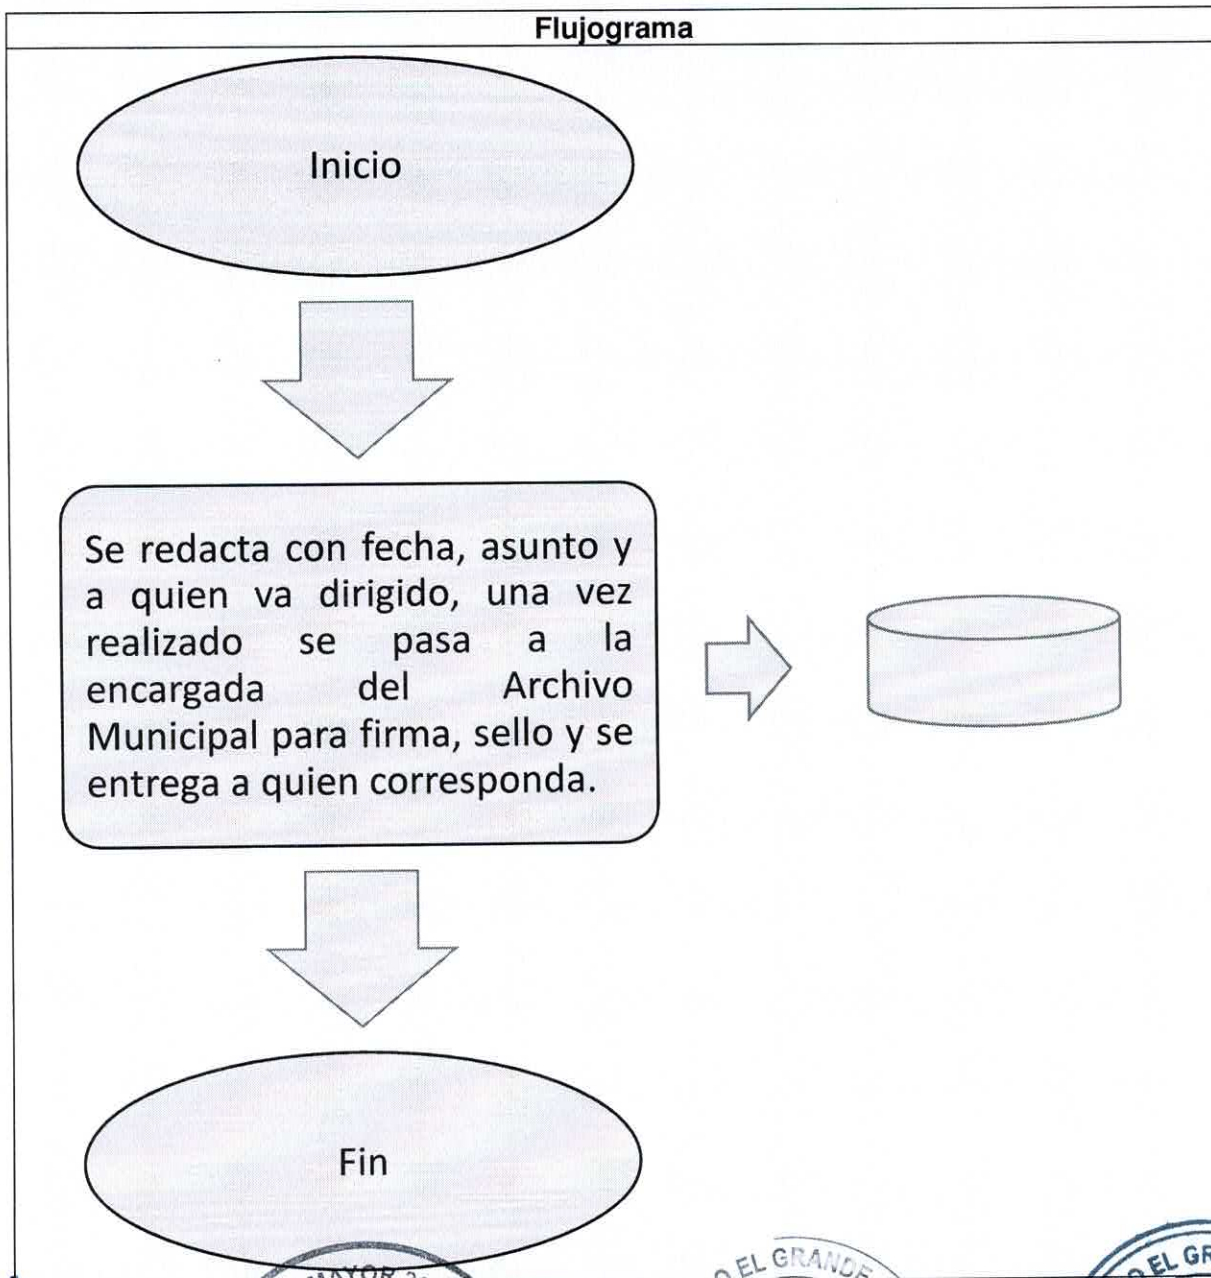 Flujograma
Inicio
Se redacta con fecha, asunto y
a quien va dirigido, una vez
realizado se pasa a la
encargada del Archivo
Municipal para firma, sello y se
entrega a quien corresponda.
Fin
MAYOR
O EL GRANDE
O EL GR